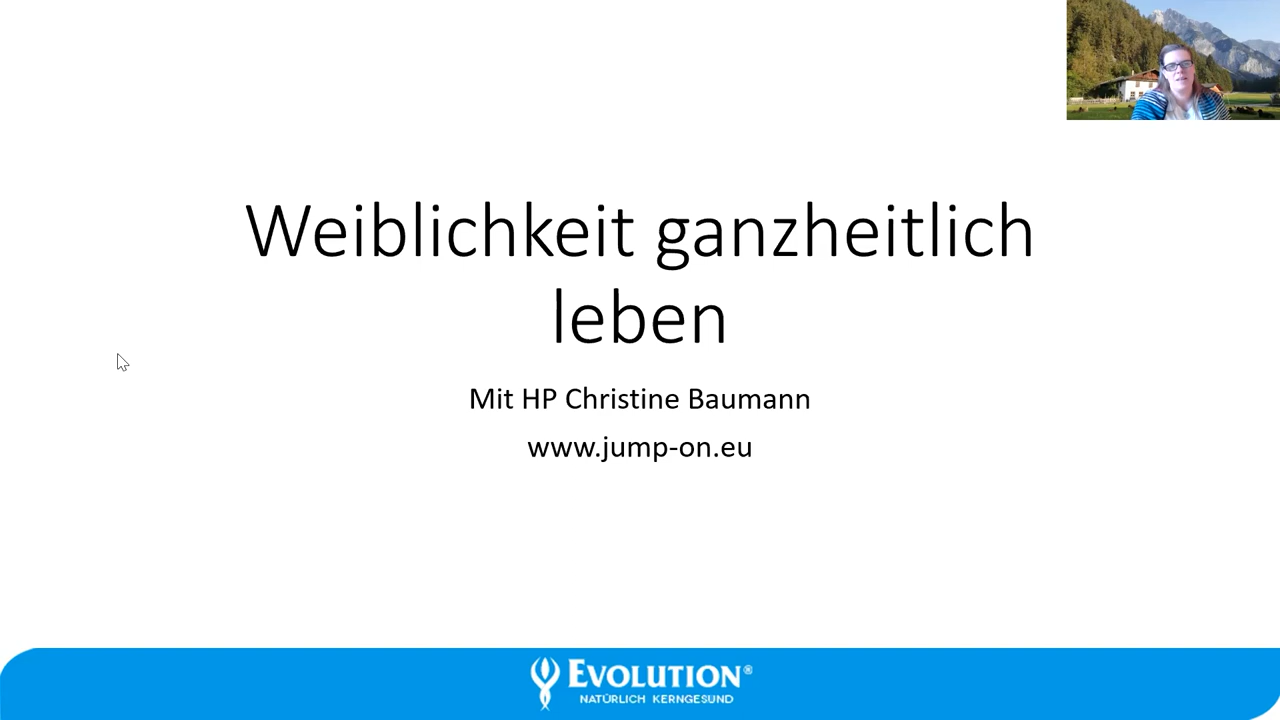 Weiblichkeit ganzheitlich
leben
Mit HP Christine Baumann
www.jump-on.eu
EVOLUTION®
NATÜRLICH KERNGESUND